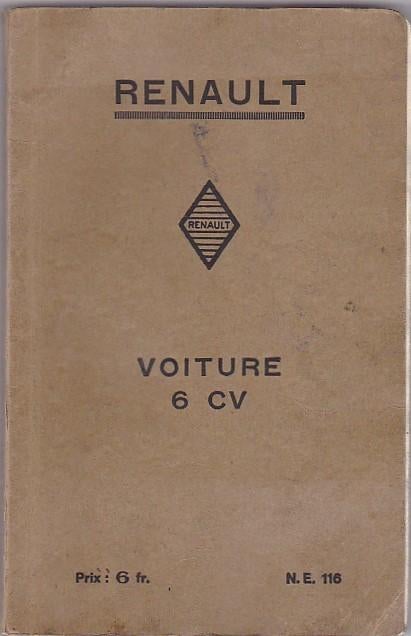 RENAULT
RENAULT
VOITURE
6 CV
Prix : 6 fr. N.E. 116